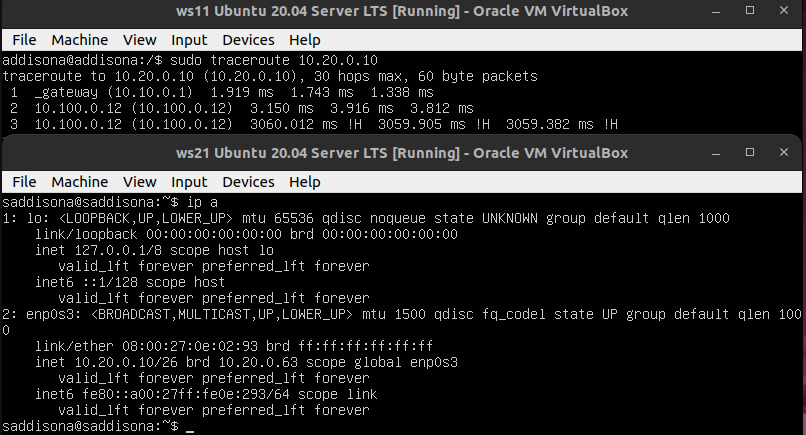 ws11 Ubuntu 20.04 Server LTS [Running] - Oracle VM VirtualBox
File Machine View Input Devices Help
addisona@addisona:/$ sudo traceroute 10.20.0.10
traceroute to 10.20.0.10 (10.20.0.10), 30 hops max, 60 byte packets
 1  _gateway (10.10.0.1)  1.919 ms  1.743 ms  1.338 ms
 2  10.100.0.12 (10.100.0.12)  3.150 ms  3.916 ms  3.812 ms
 3  10.100.0.12 (10.100.0.12)  3060.012 ms !H  3059.905 ms !H  3059.382 ms !H
ws21 Ubuntu 20.04 Server LTS [Running] - Oracle VM VirtualBox
File Machine View Input Devices Help
saddisona@saddisona:~$ ip a
1: lo: <LOOPBACK,UP,LOWER_UP> mtu 65536 qdisc noqueue state UNKNOWN group default qlen 1000
    link/loopback 00:00:00:00:00:00 brd 00:00:00:00:00:00
    inet 127.0.0.1/8 scope host lo
       valid_lft forever preferred_lft forever
    inet6 ::1/128 scope host
       valid_lft forever preferred_lft forever
2: enp0s3: <BROADCAST,MULTICAST,UP,LOWER_UP> mtu 1500 qdisc fq_codel state UP group default qlen 100
0
    link/ether 08:00:27:0e:02:93 brd ff:ff:ff:ff:ff:ff
    inet 10.20.0.10/26 brd 10.20.0.63 scope global enp0s3
       valid_lft forever preferred_lft forever
    inet6 fe80::a00:27ff:fe0e:293/64 scope link
       valid_lft forever preferred_lft forever
saddisona@saddisona:~$ _